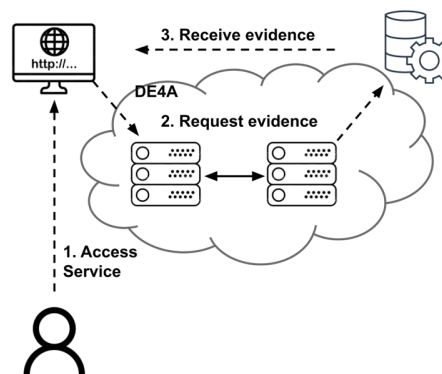 3. Receive evidence
http://...
DE4A
2. Request evidence
1. Access
Service